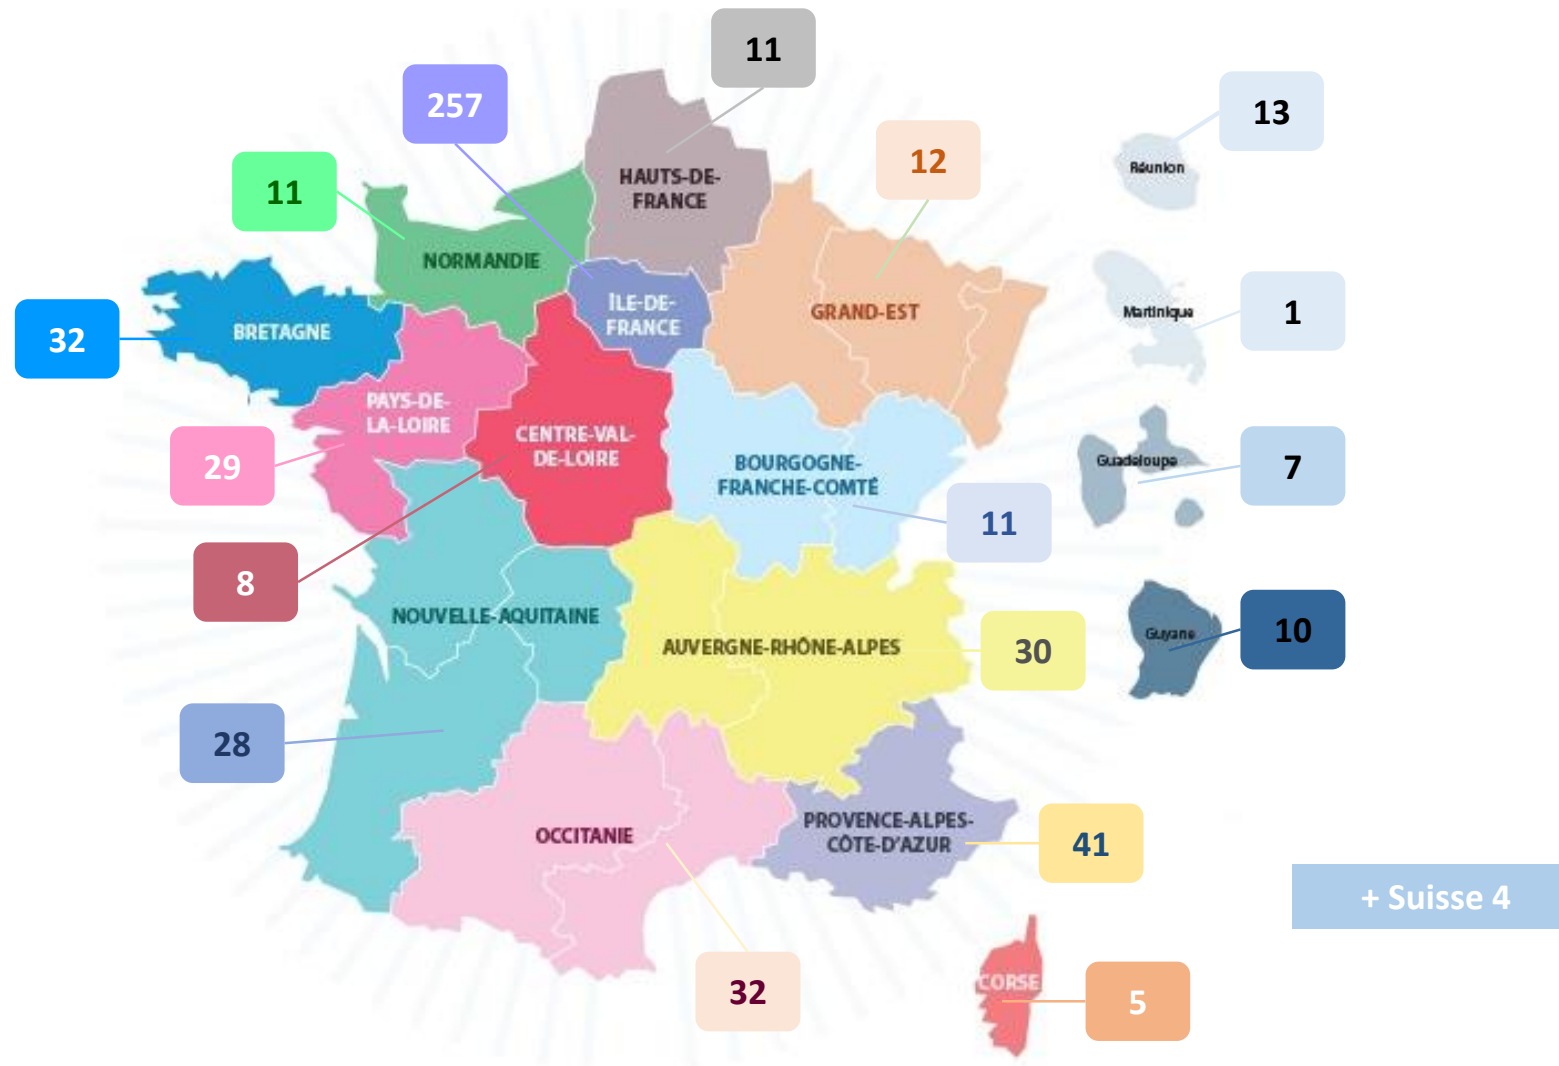 11
257
13
12
Réunion
HAUTS-DE-
FRANCE
11
NORMANDIE
ÎLE-DE-
FRANCE
GRAND-EST
Martinique
1
BRETAGNE
32
PAYS-DE-
LA-LOIRE
CENTRE-VAL-
DE-LOIRE
29
BOURGOGNE-
FRANCHE-COMTÉ
Guadeloupe
7
11
8
NOUVELLE-AQUITAINE
AUVERGNE-RHÔNE-ALPES
30
Guyane
10
28
OCCITANIE
PROVENCE-ALPES-
CÔTE-D'AZUR
41
+ Suisse 4
32
CORSE
5